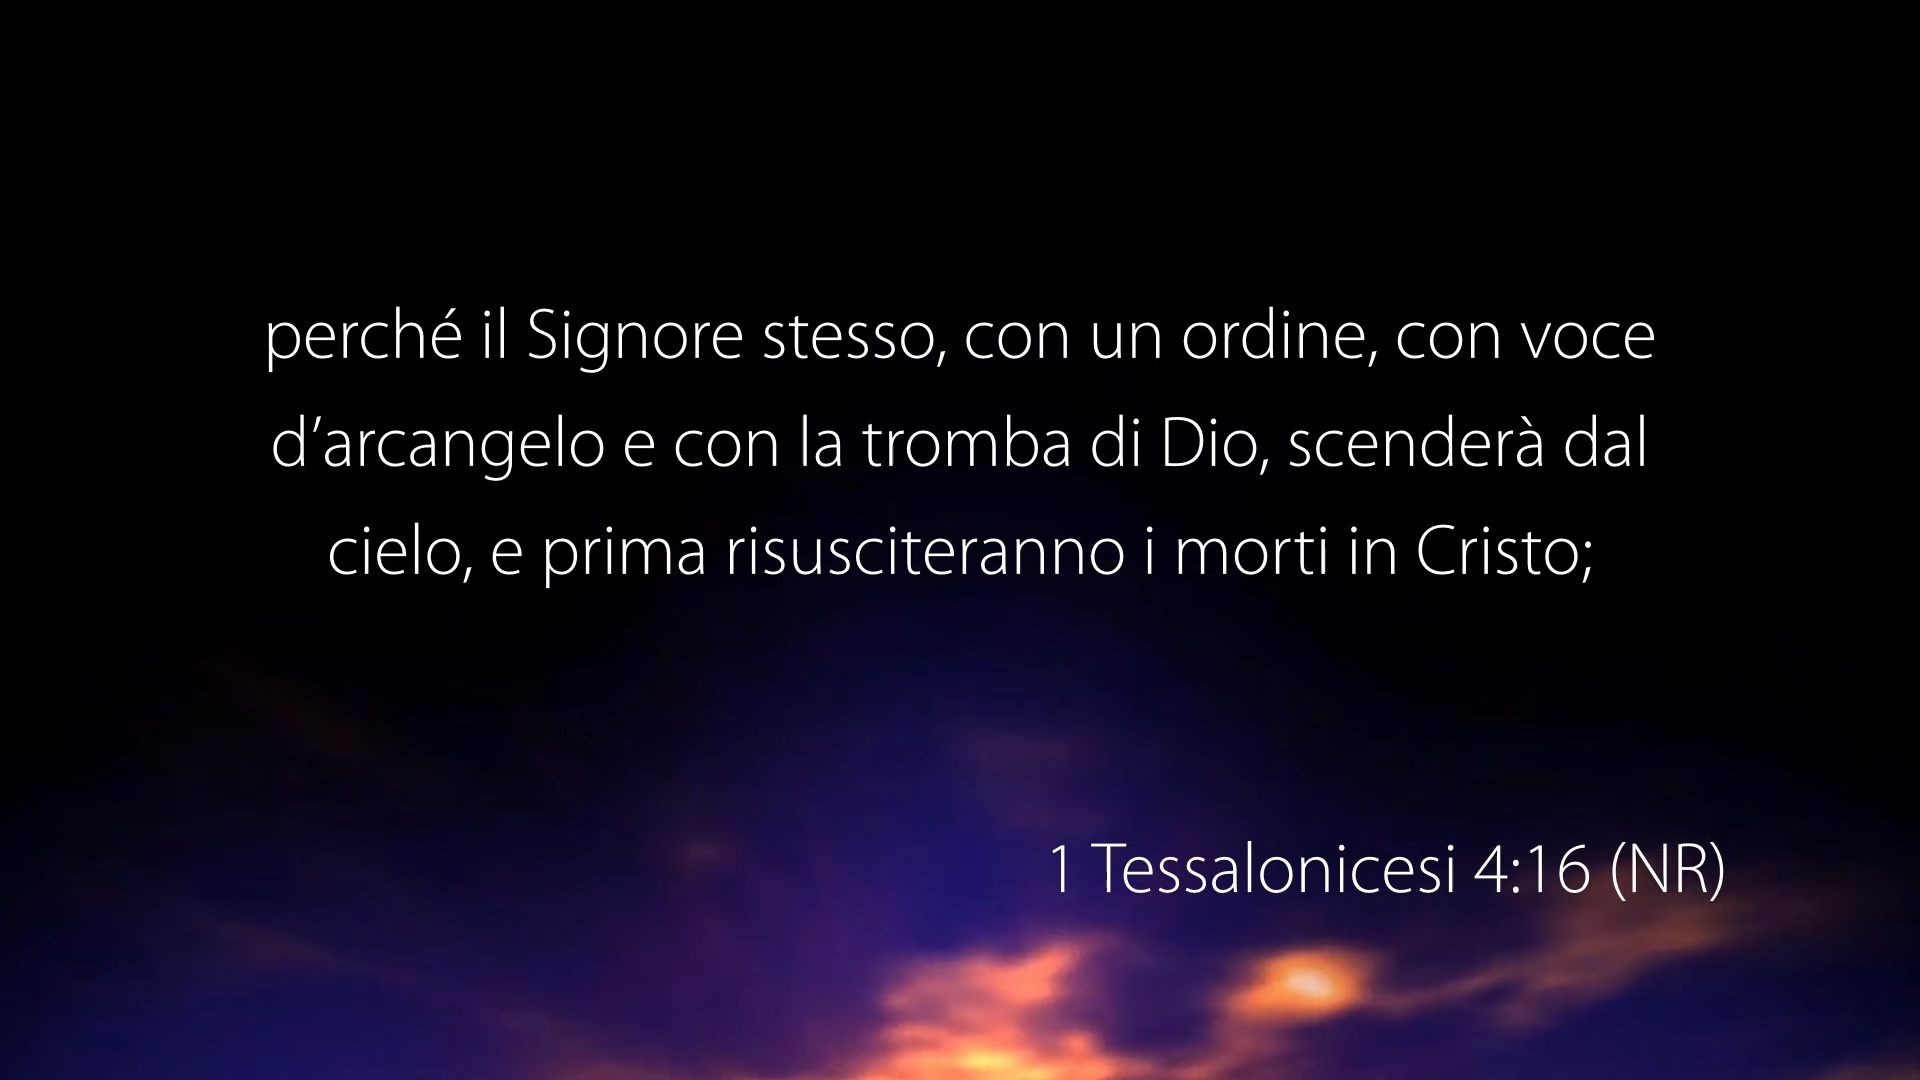 perché il Signore stesso, con un ordine, con voce
d’arcangelo e con la tromba di Dio, scenderà dal
cielo, e prima risusciteranno i morti in Cristo;
1 Tessalonicesi 4:16 (NR)